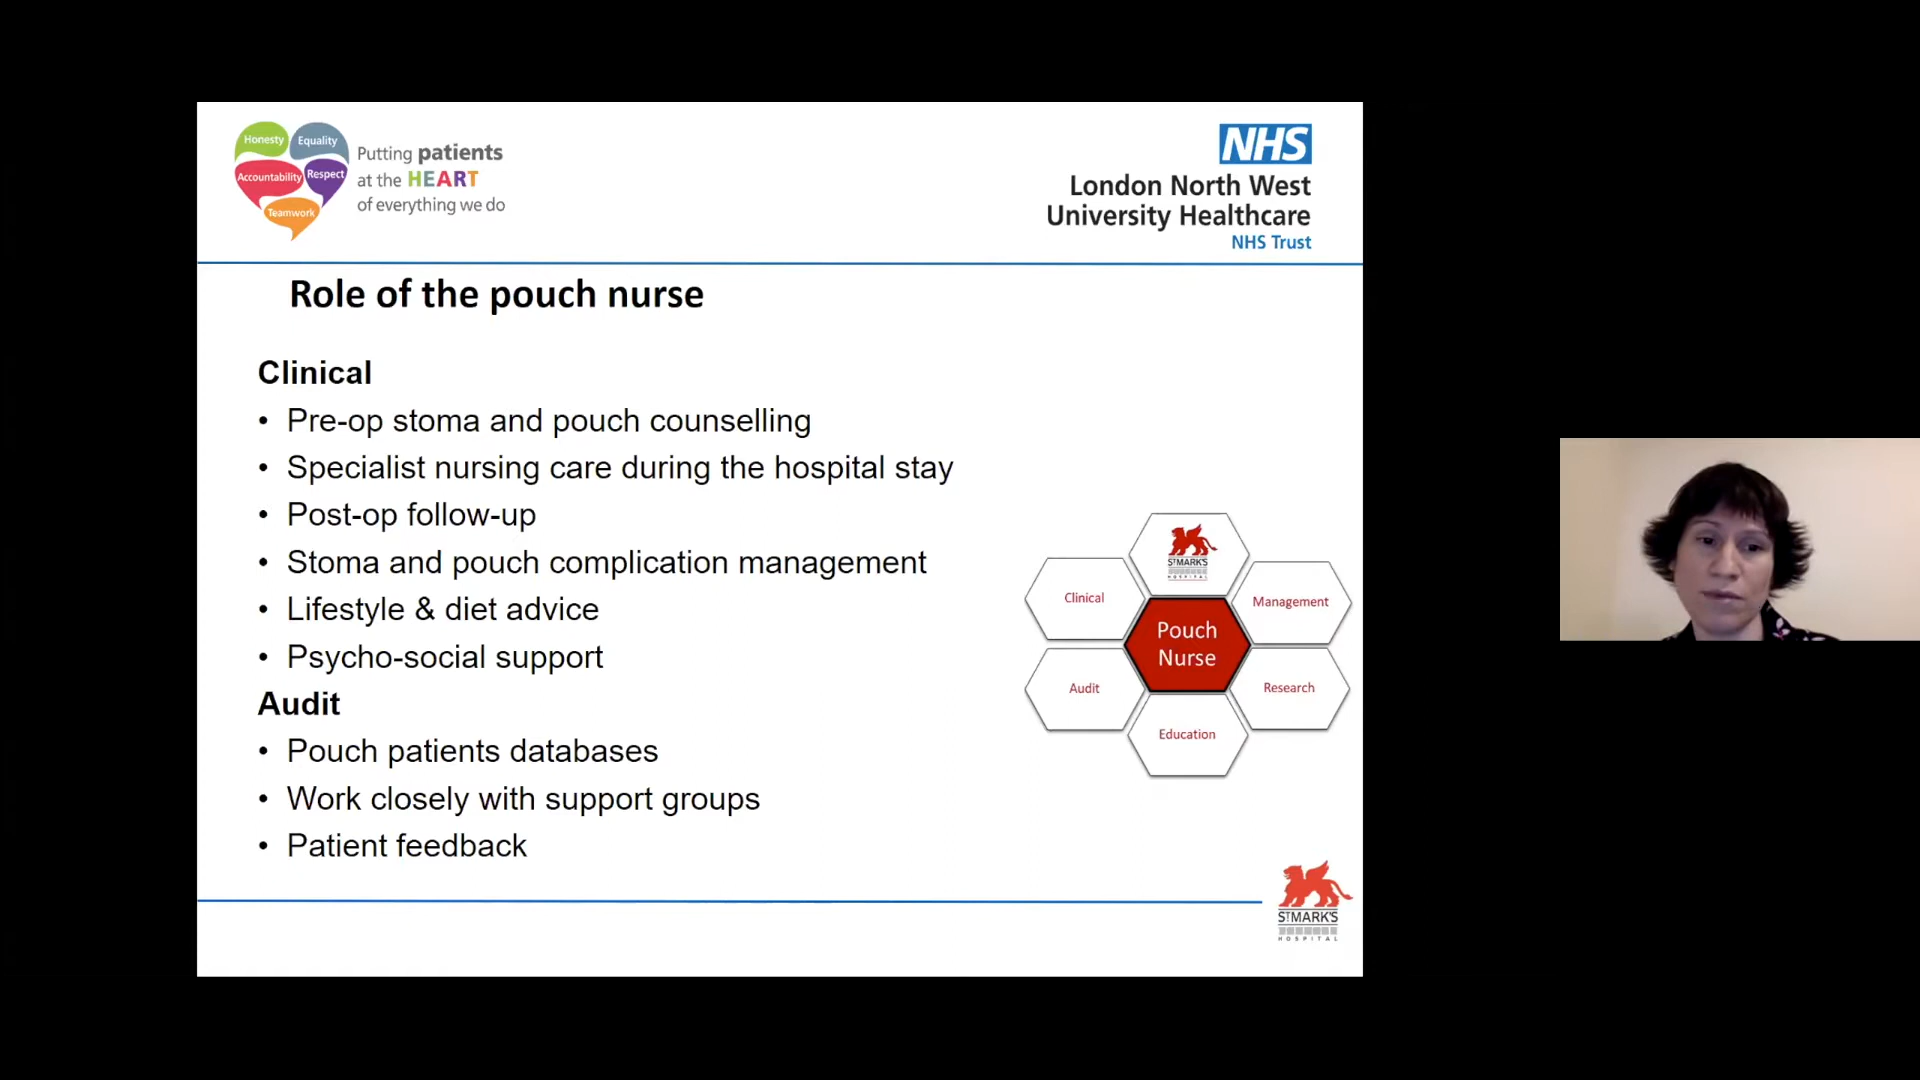 Honesty
Equality
Accountability
Respect
Teamwork
Putting patients
at the HEART
of everything we do
NHS
London North West
University Healthcare
NHS Trust
Role of the pouch nurse
Clinical
• Pre-op stoma and pouch counselling
• Specialist nursing care during the hospital stay
• Post-op follow-up
• Stoma and pouch complication management
• Lifestyle & diet advice
• Psycho-social support
Audit
• Pouch patients databases
• Work closely with support groups
• Patient feedback
ST MARK'S
HOSPITAL
Clinical
Management
Pouch
Nurse
Audit
Research
Education
ST MARK'S
HOSPITAL